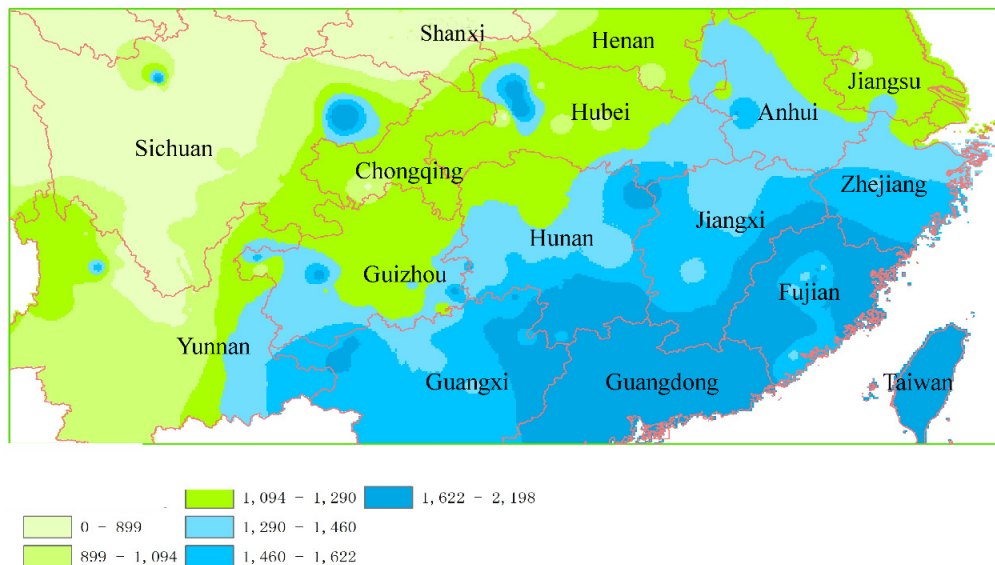 Shanxi
Henan
Jiangsu
Hubei
Anhui
Sichuan
Chongqing
Zhejiang
Jiangxi
Hunan
Guizhou
Fujian
Yunnan
Guangxi
Guangdong
Taiwan
1,094 - 1,290
1,622 - 2,198
0 - 899
1,290 - 1,460
899 - 1,094
1,460 - 1,622